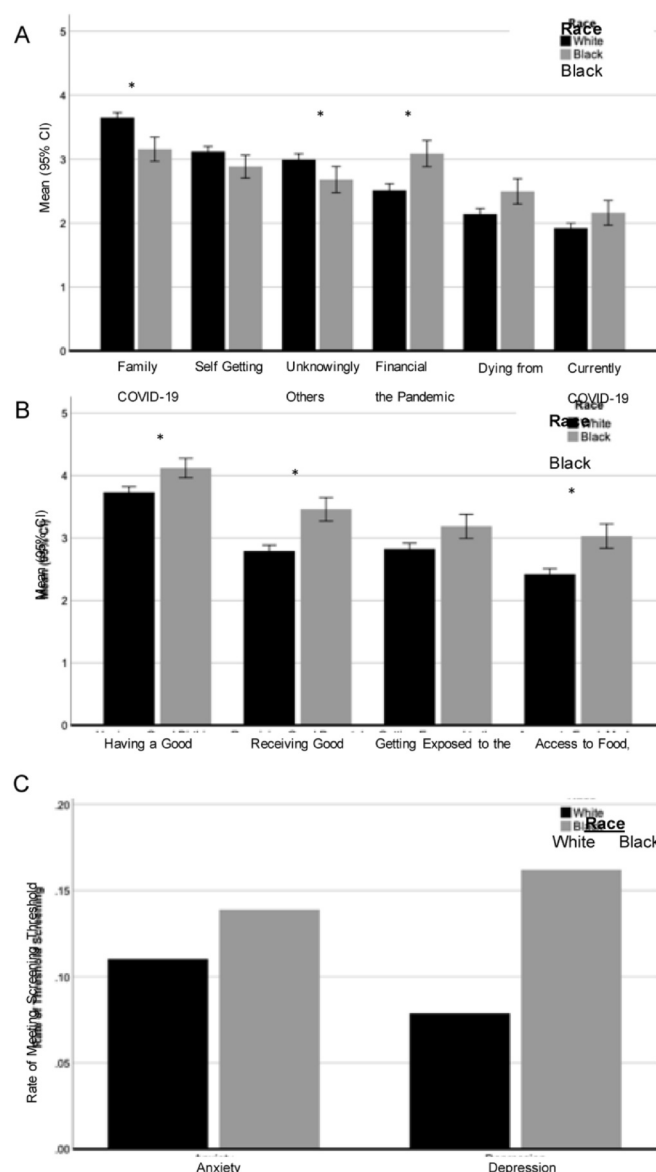 A
5
4
3
2
1
0
Mean (95% CI)
Race
White
Black
Black
*
*
*
Family
Self Getting
Unknowingly
Financial
Dying from
Currently
COVID-19
Others
the Pandemic
COVID-19
B
5
4
3
2
1
0
Mean (95% CI)
Race
White
Black
Black
*
*
*
Having a Good
Receiving Good
Getting Exposed to the
Access to Food,
C
.20
.15
.10
.05
.00
Rate of Meeting Screening Threshold
Race
White Black
Anxiety
Depression